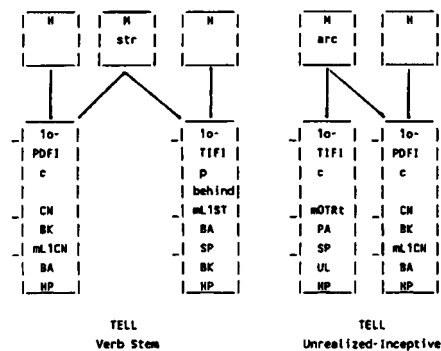 H M H M H
str arc
1o- 1o- 1o- 1o-
PDFI TIFI TIFI PDFI
c p c c
behind
CN mL1ST mOTRt CN
BK BA PA BK
mL1CN SP SP mL1CN
BA BK UL BA
HP HP HP HP
TELL TELL
Verb Stem Unrealized-Inceptive